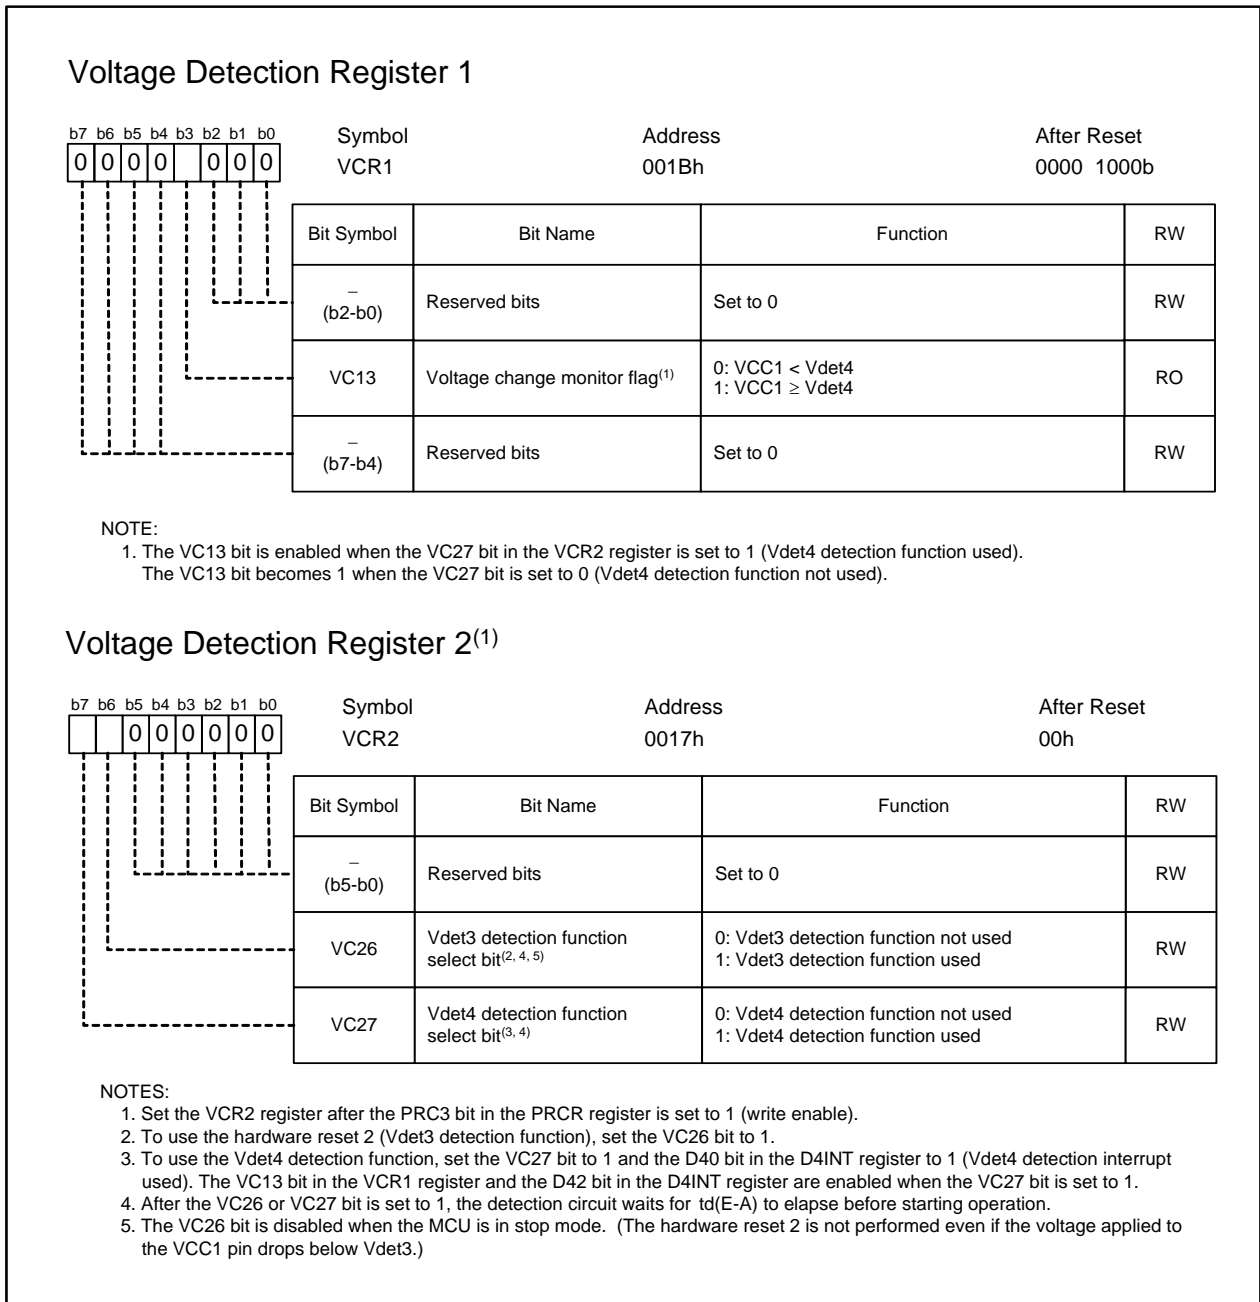 Voltage Detection Register 1
b7 b6 b5 b4 b3 b2 b1 b0
Symbol Address After Reset
0 0 0 0 0 0 0
VCR1 001Bh 0000 1000b
Bit Symbol Bit Name Function RW
–
(b2-b0) Reserved bits Set to 0 RW
VC13 Voltage change monitor flag(1) 0: VCC1 < Vdet4
1: VCC1 ≥ Vdet4 RO
–
(b7-b4) Reserved bits Set to 0 RW
NOTE:
1. The VC13 bit is enabled when the VC27 bit in the VCR2 register is set to 1 (Vdet4 detection function used).
The VC13 bit becomes 1 when the VC27 bit is set to 0 (Vdet4 detection function not used).
Voltage Detection Register 2(1)
b7 b6 b5 b4 b3 b2 b1 b0
Symbol Address After Reset
0 0 0 0 0 0
VCR2 0017h 00h
Bit Symbol Bit Name Function RW
–
(b5-b0) Reserved bits Set to 0 RW
VC26 Vdet3 detection function
select bit(2, 4, 5) 0: Vdet3 detection function not used
1: Vdet3 detection function used RW
VC27 Vdet4 detection function
select bit(3, 4) 0: Vdet4 detection function not used
1: Vdet4 detection function used RW
NOTES:
1. Set the VCR2 register after the PRC3 bit in the PRCR register is set to 1 (write enable).
2. To use the hardware reset 2 (Vdet3 detection function), set the VC26 bit to 1.
3. To use the Vdet4 detection function, set the VC27 bit to 1 and the D40 bit in the D4INT register to 1 (Vdet4 detection interrupt
used). The VC13 bit in the VCR1 register and the D42 bit in the D4INT register are enabled when the VC27 bit is set to 1.
4. After the VC26 or VC27 bit is set to 1, the detection circuit waits for td(E-A) to elapse before starting operation.
5. The VC26 bit is disabled when the MCU is in stop mode. (The hardware reset 2 is not performed even if the voltage applied to
the VCC1 pin drops below Vdet3.)